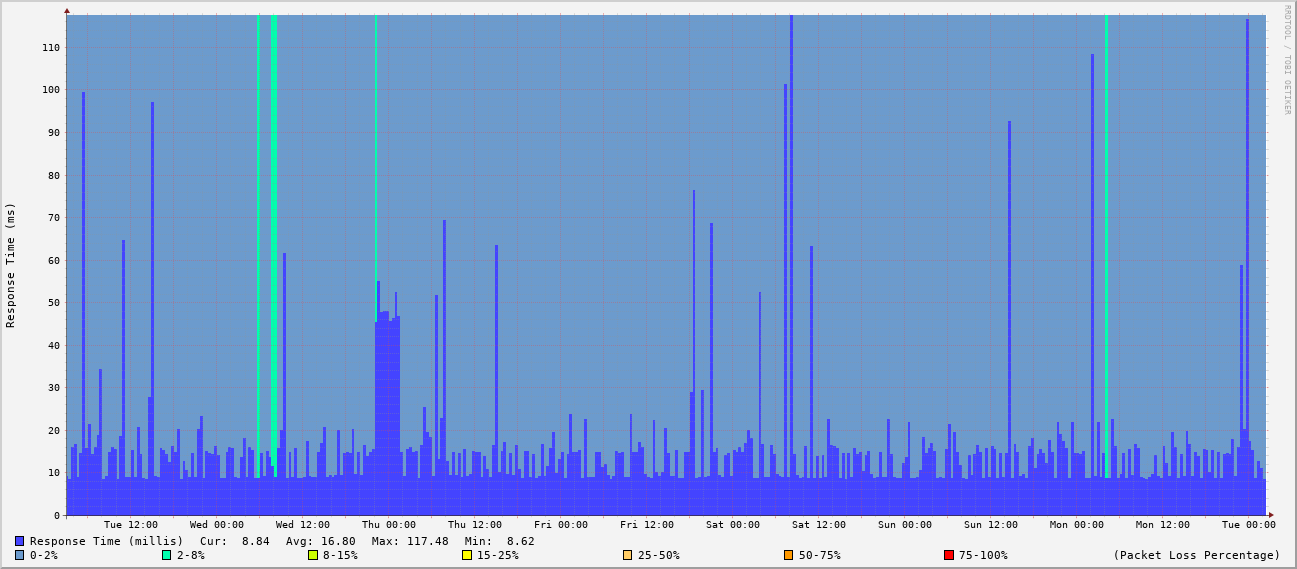 RRDTOOL / TOBI OETIKER
Response Time (ms)
110
100
90
80
70
60
50
40
30
20
10
0
Tue 12:00 Wed 00:00 Wed 12:00 Thu 00:00 Thu 12:00 Fri 00:00 Fri 12:00 Sat 00:00 Sat 12:00 Sun 00:00 Sun 12:00 Mon 00:00 Mon 12:00 Tue 00:00
Response Time (millis) Cur: 8.84 Avg: 16.80 Max: 117.48 Min: 8.62
0-2% 2-8% 8-15% 15-25% 25-50% 50-75% 75-100% (Packet Loss Percentage)